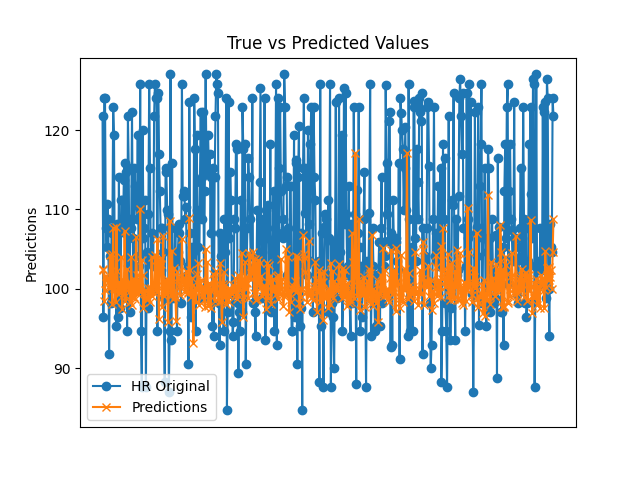 True vs Predicted Values
Predictions
120
110
100
90
HR Original
Predictions